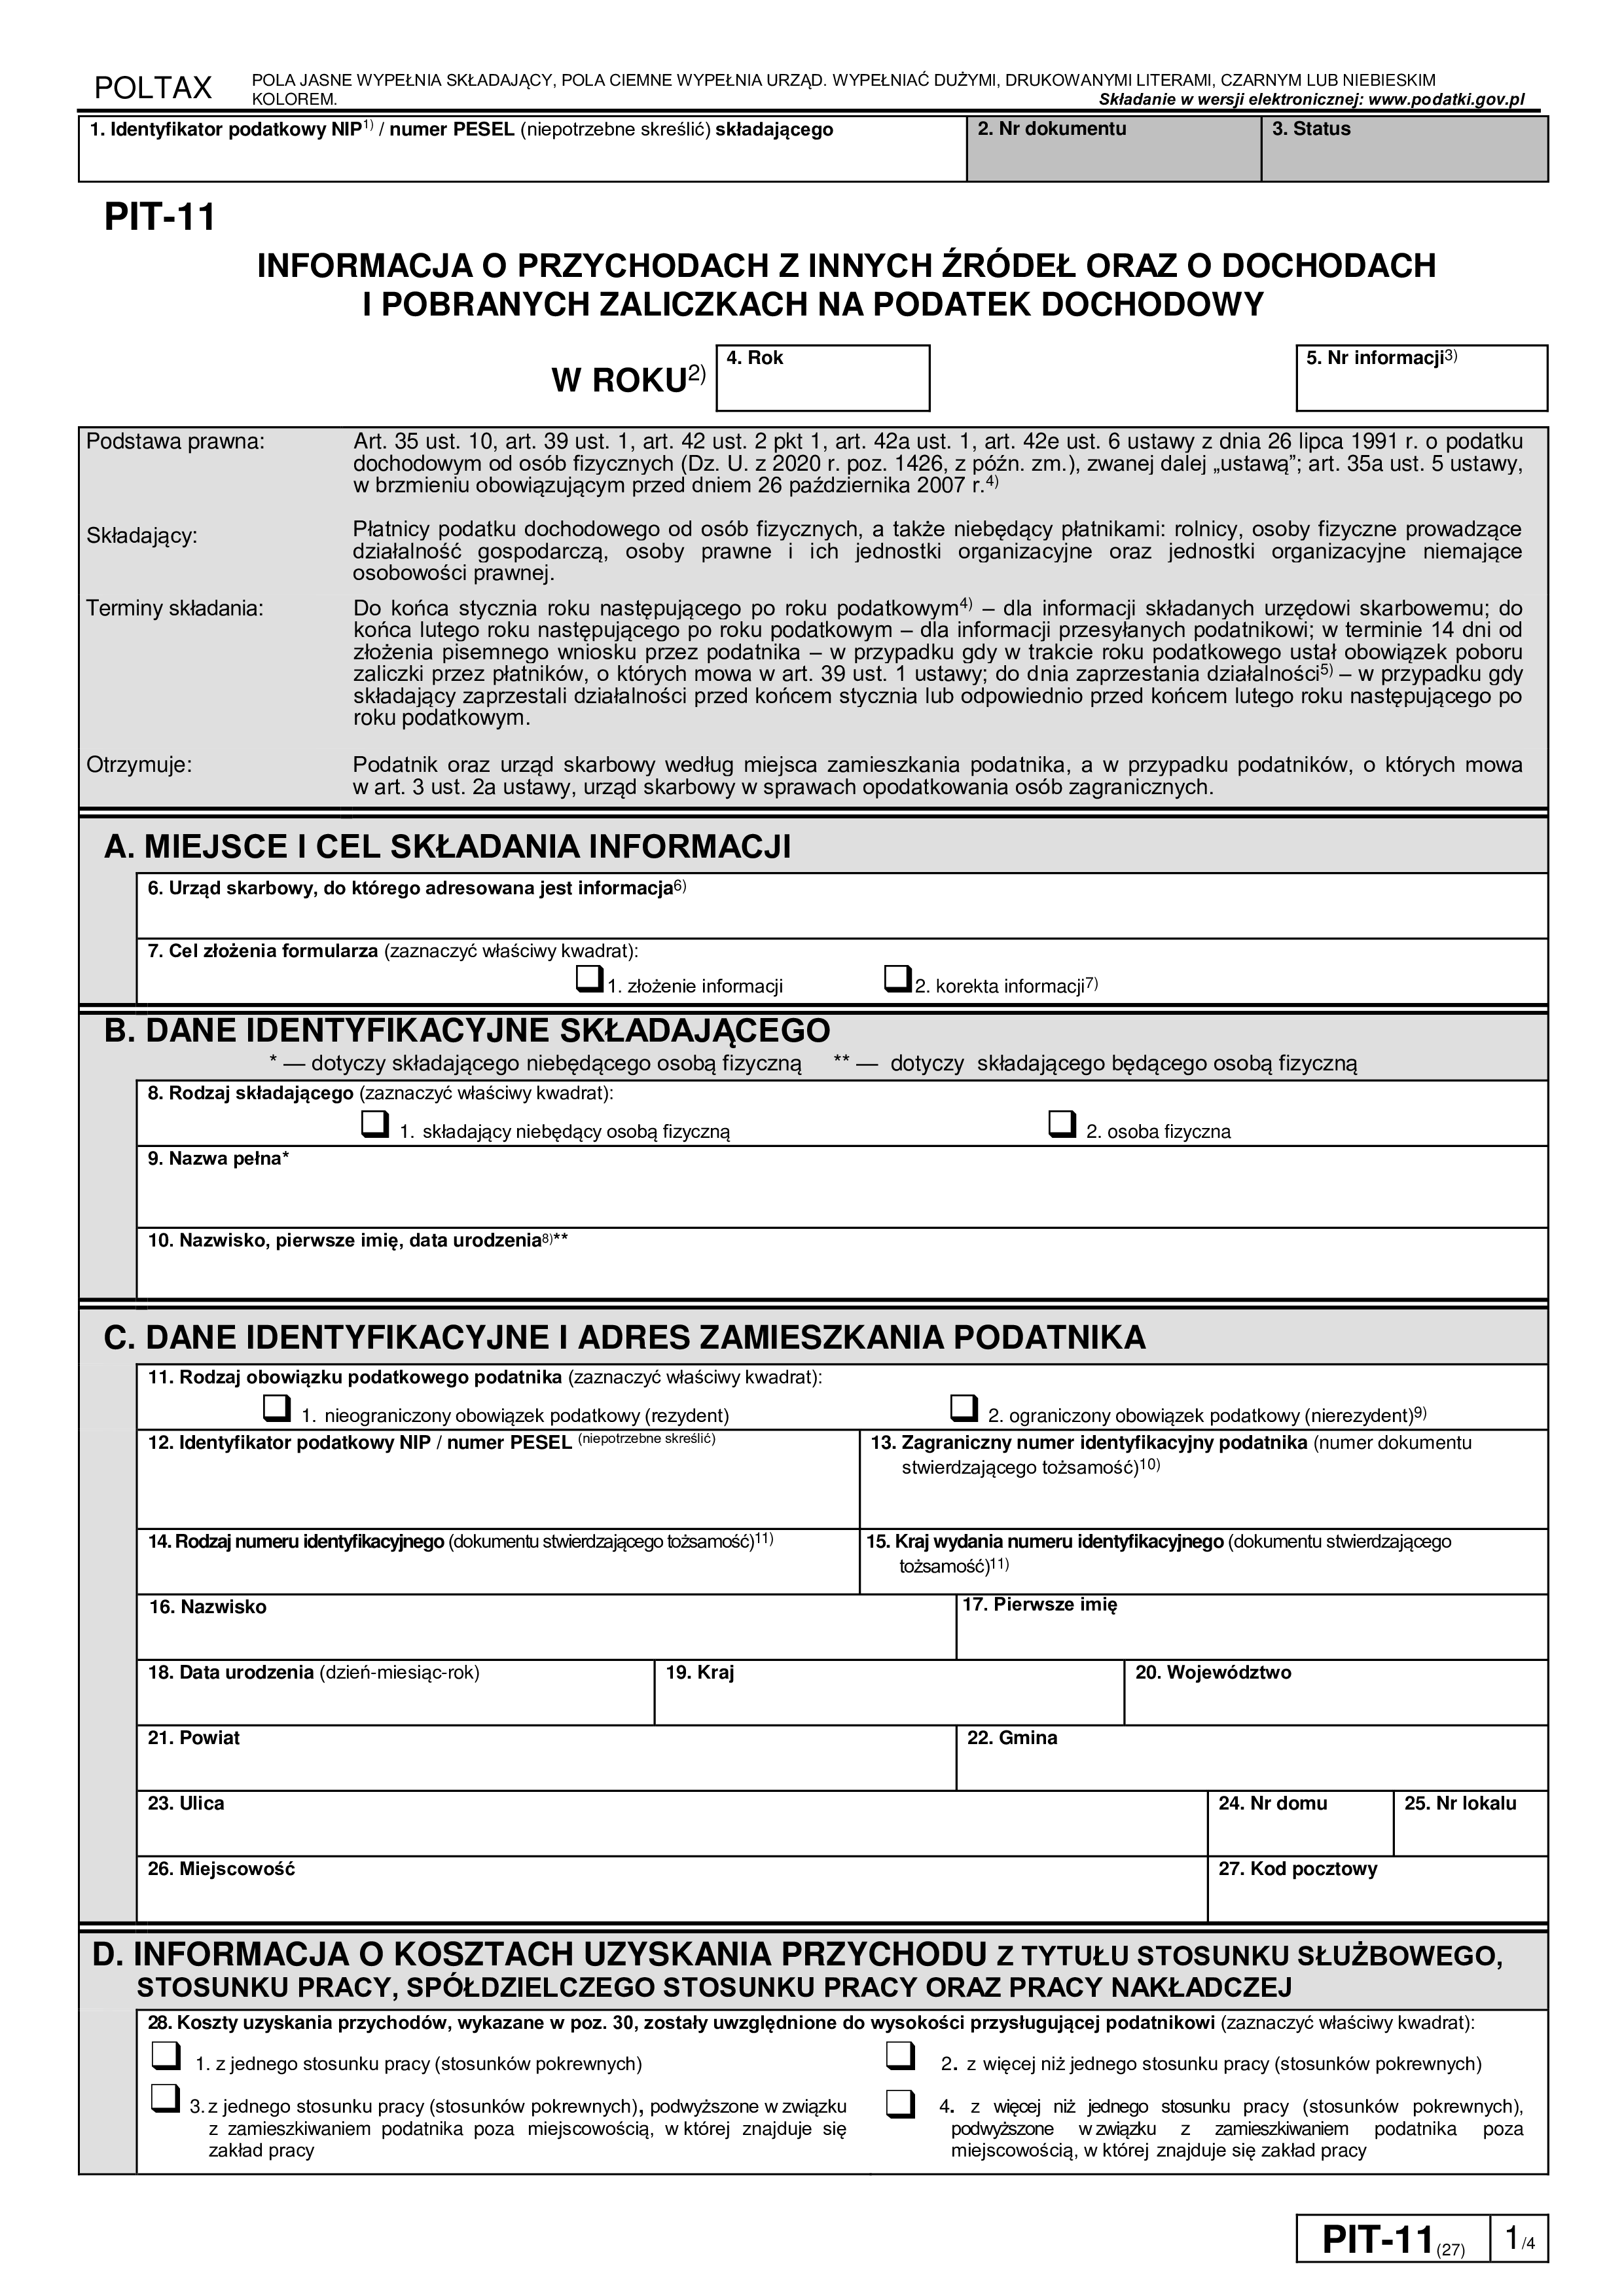 POLTAX
POLA JASNE WYPEŁNIA SKŁADAJĄCY, POLA CIEMNE WYPEŁNIA URZĄD. WYPEŁNIAĆ DUŻYMI, DRUKOWANYMI LITERAMI, CZARNYM LUB NIEBIESKIM
KOLOREM.
Składanie w wersji elektronicznej: www.podatki.gov.pl
1. Identyfikator podatkowy NIP1) / numer PESEL (niepotrzebne skreślić) składającego
2. Nr dokumentu
3. Status
PIT-11
INFORMACJA O PRZYCHODACH Z INNYCH ŹRÓDEŁ ORAZ O DOCHODACH
I POBRANYCH ZALICZKACH NA PODATEK DOCHODOWY
W ROKU2)
4. Rok
5. Nr informacji3)
Podstawa prawna:
Art. 35 ust. 10, art. 39 ust. 1, art. 42 ust. 2 pkt 1, art. 42a ust. 1, art. 42e ust. 6 ustawy z dnia 26 lipca 1991 r. o podatku
dochodowym od osób fizycznych (Dz. U. z 2020 r. poz. 1426, z późn. zm.), zwanej dalej „ustawą”; art. 35a ust. 5 ustawy,
w brzmieniu obowiązującym przed dniem 26 października 2007 r.4)
Składający:
Płatnicy podatku dochodowego od osób fizycznych, a także niebędący płatnikami: rolnicy, osoby fizyczne prowadzące
działalność gospodarczą, osoby prawne i ich jednostki organizacyjne oraz jednostki organizacyjne niemające
osobowości prawnej.
Terminy składania:
Do końca stycznia roku następującego po roku podatkowym4) – dla informacji składanych urzędowi skarbowemu; do
końca lutego roku następującego po roku podatkowym – dla informacji przesyłanych podatnikowi; w terminie 14 dni od
złożenia pisemnego wniosku przez podatnika – w przypadku gdy w trakcie roku podatkowego ustał obowiązek poboru
zaliczki przez płatników, o których mowa w art. 39 ust. 1 ustawy; do dnia zaprzestania działalności5) – w przypadku gdy
składający zaprzestali działalności przed końcem stycznia lub odpowiednio przed końcem lutego roku następującego po
roku podatkowym.
Otrzymuje:
Podatnik oraz urząd skarbowy według miejsca zamieszkania podatnika, a w przypadku podatników, o których mowa
w art. 3 ust. 2a ustawy, urząd skarbowy w sprawach opodatkowania osób zagranicznych.
A. MIEJSCE I CEL SKŁADANIA INFORMACJI
6. Urząd skarbowy, do którego adresowana jest informacja6)
7. Cel złożenia formularza (zaznaczyć właściwy kwadrat):
1. złożenie informacji
2. korekta informacji7)
B. DANE IDENTYFIKACYJNE SKŁADAJĄCEGO
* — dotyczy składającego niebędącego osobą fizyczną ** — dotyczy składającego będącego osobą fizyczną
8. Rodzaj składającego (zaznaczyć właściwy kwadrat):
1. składający niebędący osobą fizyczną
2. osoba fizyczna
9. Nazwa pełna*
10. Nazwisko, pierwsze imię, data urodzenia8)**
C. DANE IDENTYFIKACYJNE I ADRES ZAMIESZKANIA PODATNIKA
11. Rodzaj obowiązku podatkowego podatnika (zaznaczyć właściwy kwadrat):
1. nieograniczony obowiązek podatkowy (rezydent)
2. ograniczony obowiązek podatkowy (nierezydent)9)
12. Identyfikator podatkowy NIP / numer PESEL (niepotrzebne skreślić)
13. Zagraniczny numer identyfikacyjny podatnika (numer dokumentu
stwierdzającego tożsamość)10)
14. Rodzaj numeru identyfikacyjnego (dokumentu stwierdzającego tożsamość)11)
15. Kraj wydania numeru identyfikacyjnego (dokumentu stwierdzającego
tożsamość)11)
16. Nazwisko
17. Pierwsze imię
18. Data urodzenia (dzień-miesiąc-rok)
19. Kraj
20. Województwo
21. Powiat
22. Gmina
23. Ulica
24. Nr domu
25. Nr lokalu
26. Miejscowość
27. Kod pocztowy
D. INFORMACJA O KOSZTACH UZYSKANIA PRZYCHODU Z TYTUŁU STOSUNKU SŁUŻBOWEGO,
STOSUNKU PRACY, SPÓŁDZIELCZEGO STOSUNKU PRACY ORAZ PRACY NAKŁADCZEJ
28. Koszty uzyskania przychodów, wykazane w poz. 30, zostały uwzględnione do wysokości przysługującej podatnikowi (zaznaczyć właściwy kwadrat):
1. z jednego stosunku pracy (stosunków pokrewnych)
2. z więcej niż jednego stosunku pracy (stosunków pokrewnych)
3. z jednego stosunku pracy (stosunków pokrewnych), podwyższone w związku
z zamieszkiwaniem podatnika poza miejscowością, w której znajduje się
zakład pracy
4. z więcej niż jednego stosunku pracy (stosunków pokrewnych),
podwyższone w związku z zamieszkiwaniem podatnika poza
miejscowością, w której znajduje się zakład pracy
PIT-11(27)
1/4